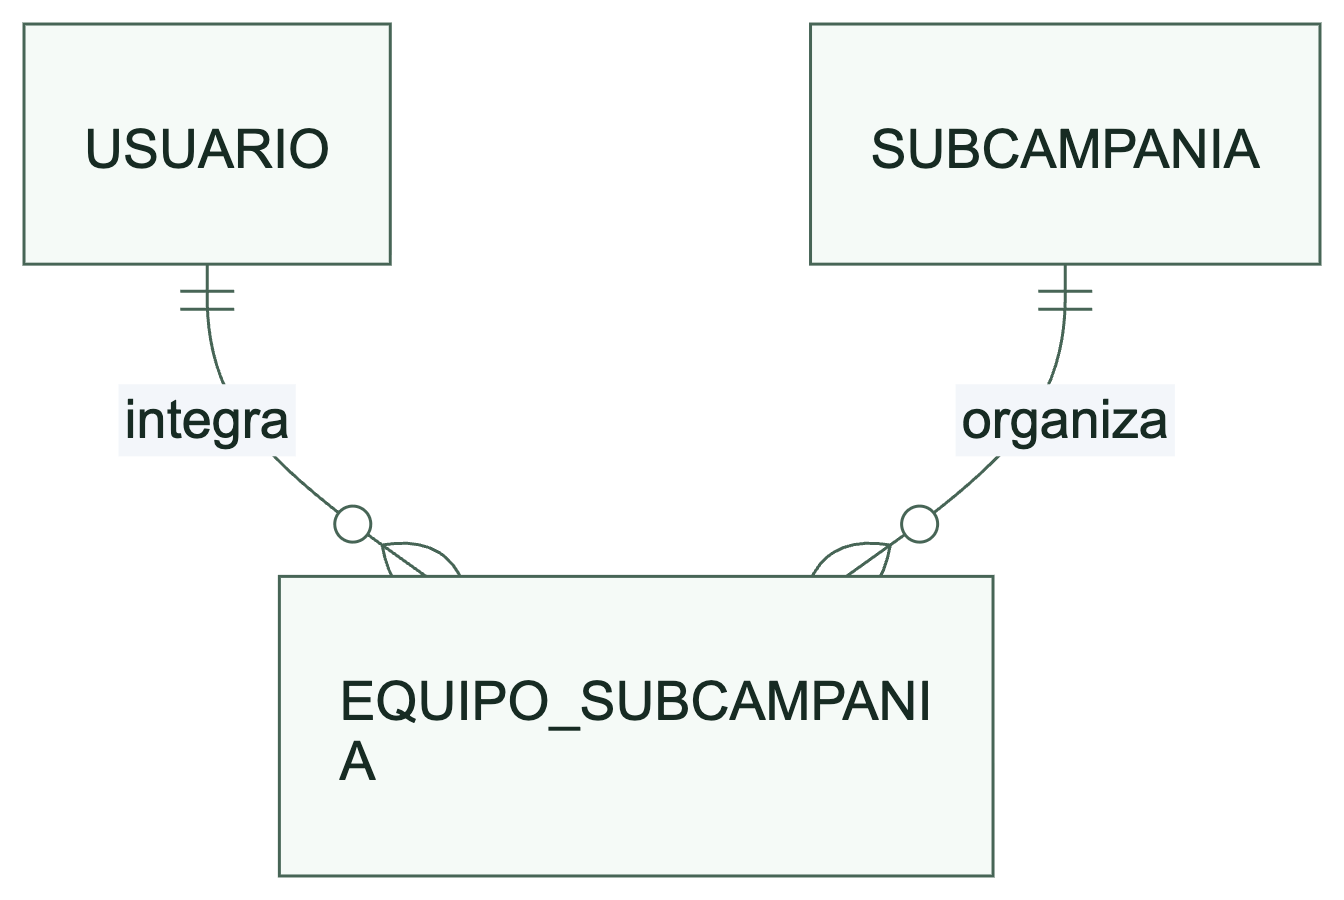 USUARIO
SUBCAMPANIA
integra
organiza
EQUIPO_SUBCAMPANI
A